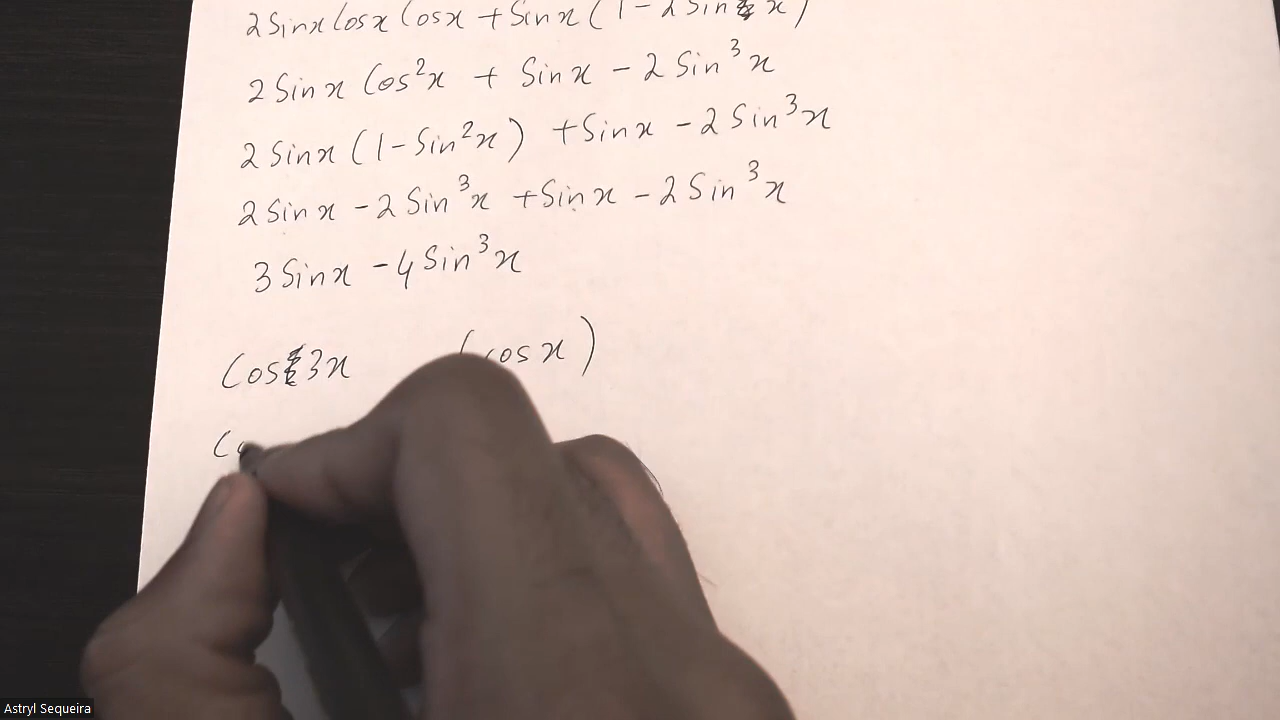 2 Sinx Cosx Cosx + Sinx (1 - 2 Sin²x)
2 Sinx Cos²x + Sinx - 2 Sin³x
2 Sinx (1 - Sin²x) + Sinx - 2 Sin³x
2 Sinx - 2 Sin³x + Sinx - 2 Sin³x
3 Sinx - 4 Sin³x
Cos 3x (cos x)
Astryl Sequeira